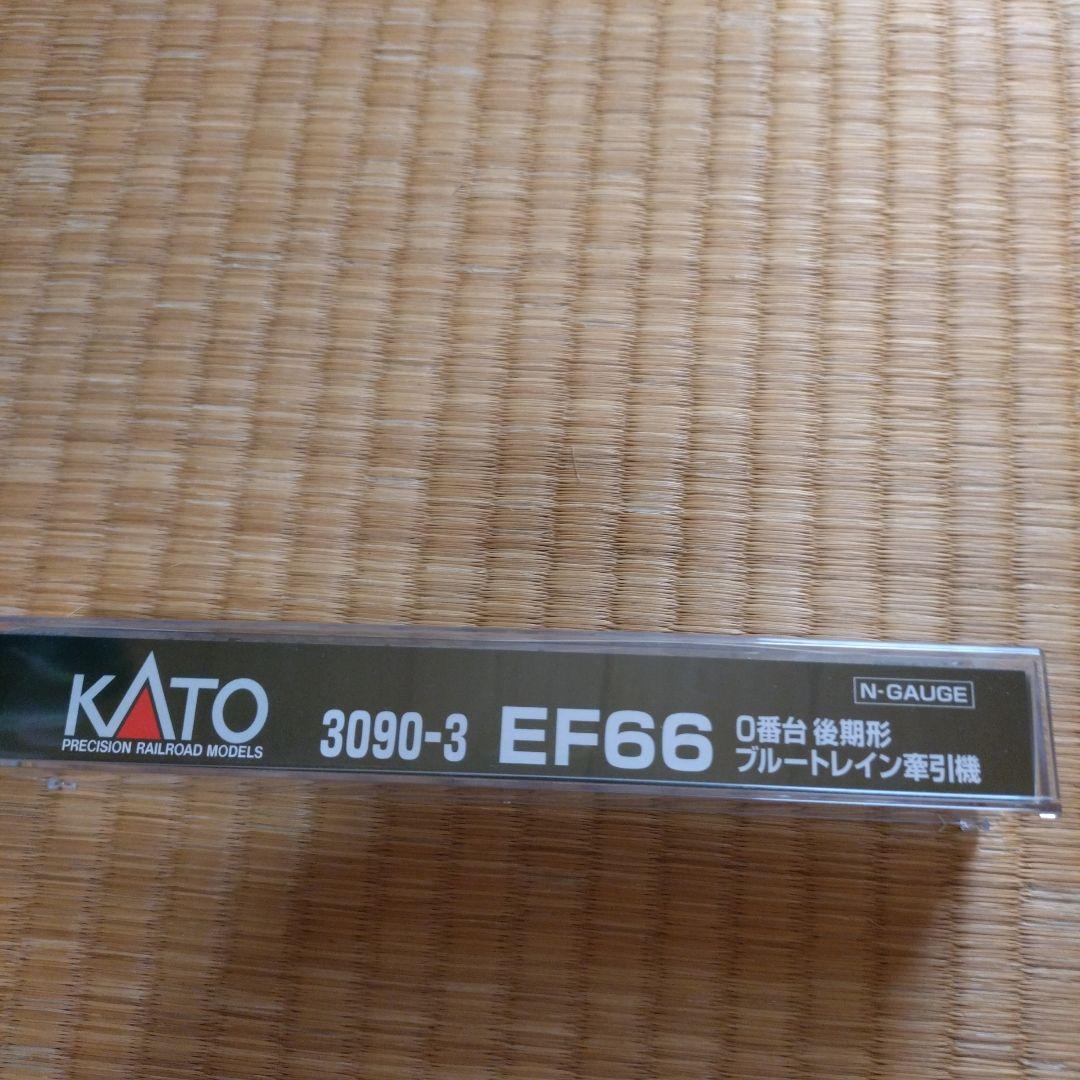 KATO
PRECISION RAILROAD MODELS
3090-3 EF66
N-GAUGE
0番台 後期形
ブルートレイン牽引機